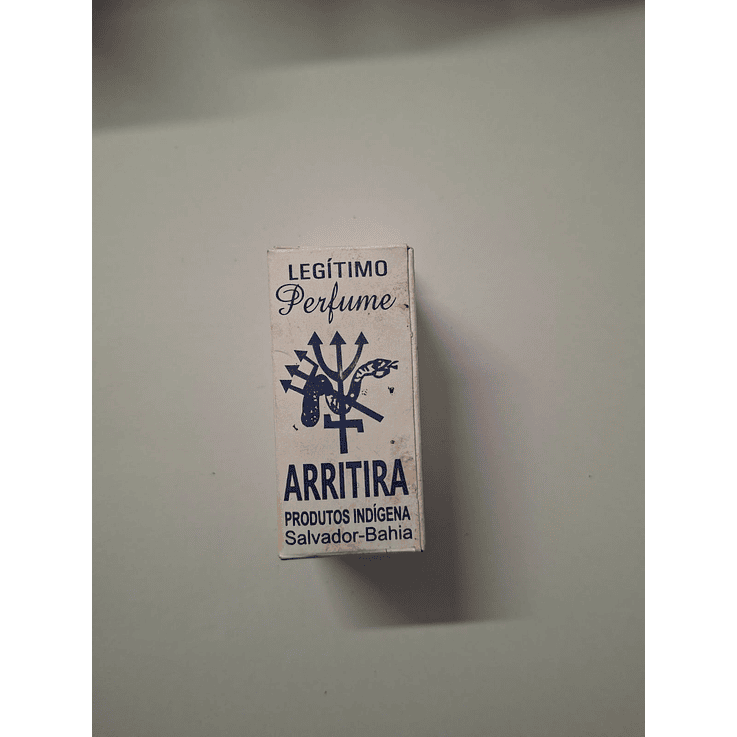 LEGÍTIMO
Perfume
ARRITIRA
PRODUTOS INDÍGENA
Salvador-Bahia